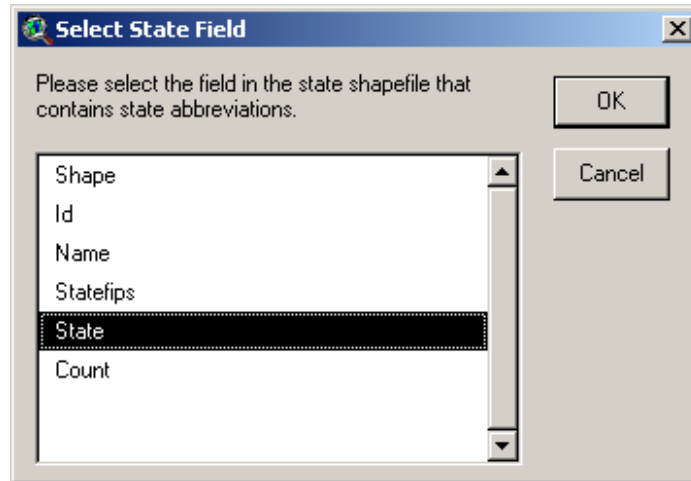 Select State Field
Please select the field in the state shapefile that
contains state abbreviations.
OK
Cancel
Shape
Id
Name
Statefips
State
Count